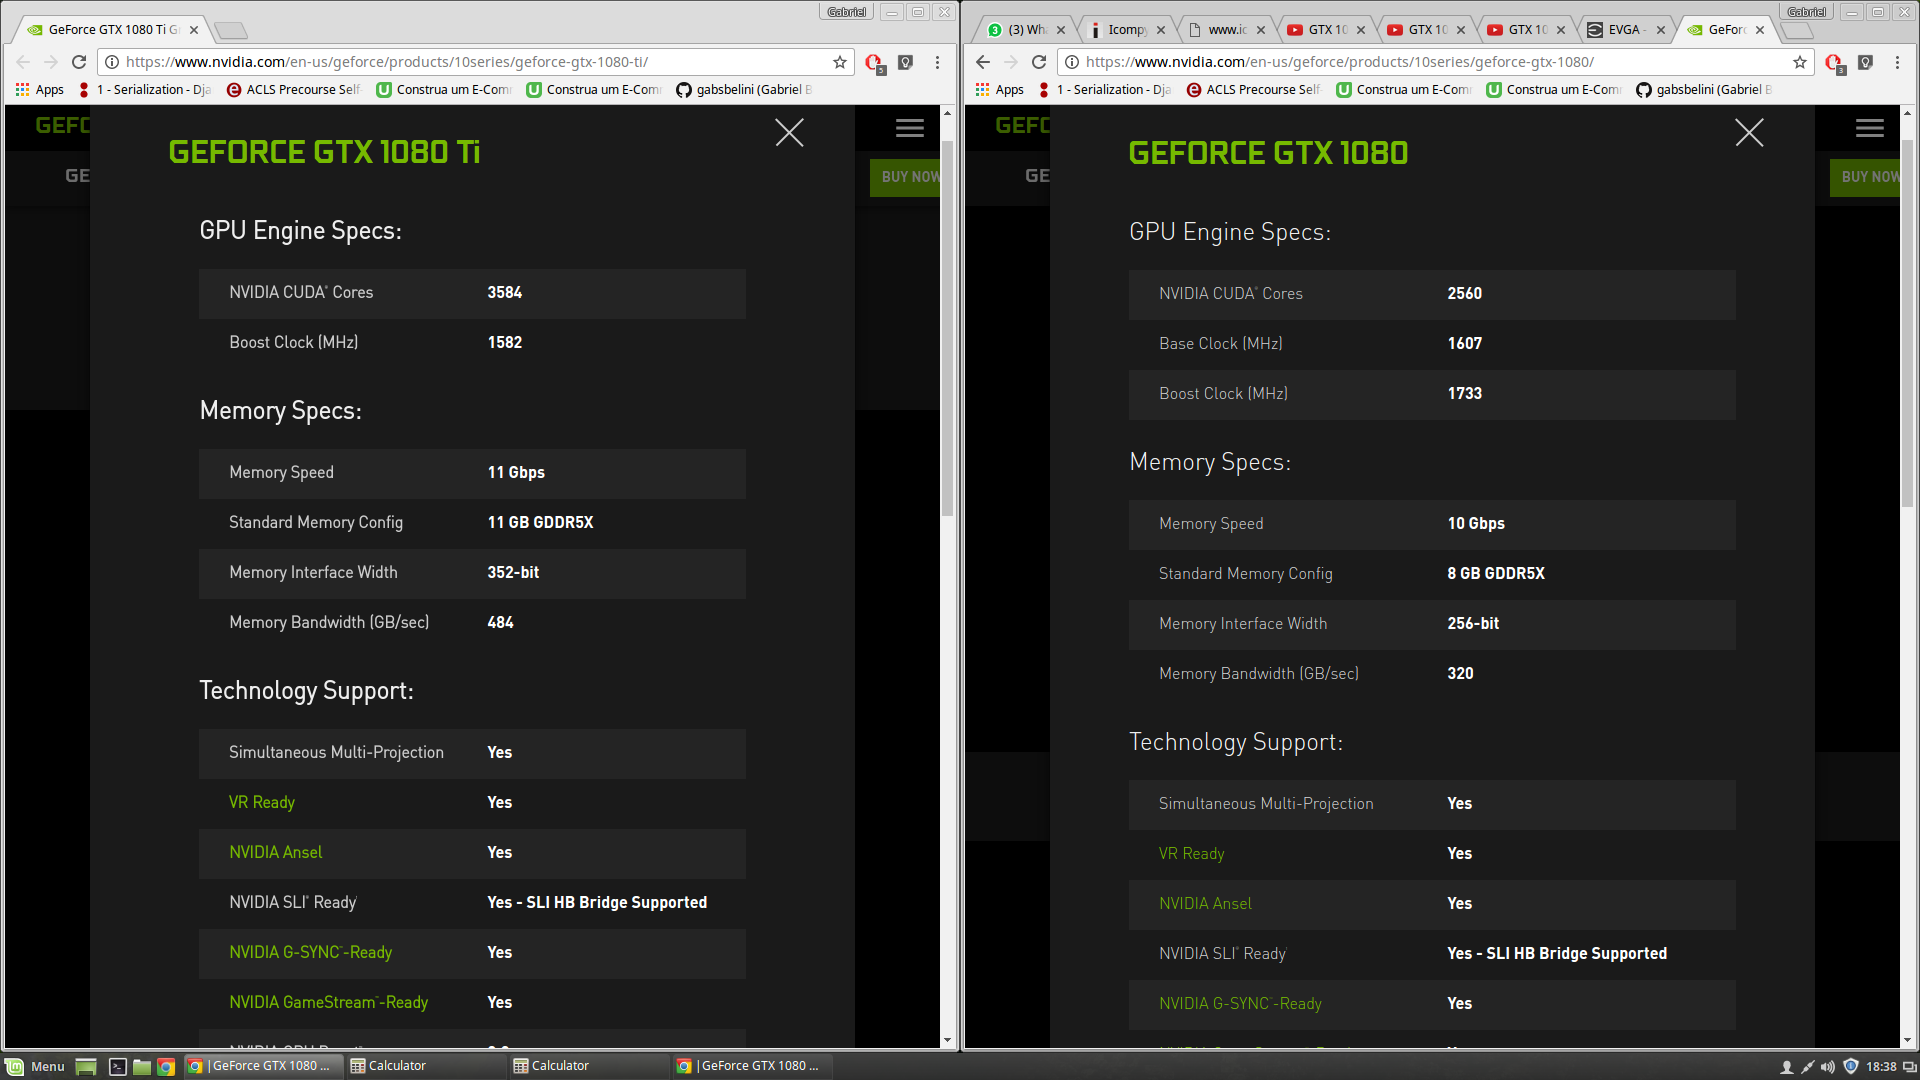 Gabriel
GeForce GTX 1080 Ti G
https://www.nvidia.com/en-us/geforce/products/10series/geforce-gtx-1080-ti/
5
Apps
1 - Serialization - Dja
ACLS Precourse Self-
Construa um E-Com
Construa um E-Com
gabsbelini (Gabriel B
GEFC
GEFORCE GTX 1080 Ti
GE
BUY NOW
GPU Engine Specs:
NVIDIA CUDA® Cores 3584
Boost Clock (MHz) 1582
Memory Specs:
Memory Speed 11 Gbps
Standard Memory Config 11 GB GDDR5X
Memory Interface Width 352-bit
Memory Bandwidth (GB/sec) 484
Technology Support:
Simultaneous Multi-Projection Yes
VR Ready Yes
NVIDIA Ansel Yes
NVIDIA SLI® Ready Yes - SLI HB Bridge Supported
NVIDIA G-SYNC™-Ready Yes
NVIDIA GameStream™-Ready Yes
Gabriel
3
(3) Wh
Icomp
www.ic
GTX 10
GTX 10
GTX 10
EVGA -
GeForc
https://www.nvidia.com/en-us/geforce/products/10series/geforce-gtx-1080/
3
Apps
1 - Serialization - Dja
ACLS Precourse Self-
Construa um E-Com
Construa um E-Com
gabsbelini (Gabriel B
GEFC
GEFORCE GTX 1080
GE
BUY NOW
GPU Engine Specs:
NVIDIA CUDA® Cores 2560
Base Clock (MHz) 1607
Boost Clock (MHz) 1733
Memory Specs:
Memory Speed 10 Gbps
Standard Memory Config 8 GB GDDR5X
Memory Interface Width 256-bit
Memory Bandwidth (GB/sec) 320
Technology Support:
Simultaneous Multi-Projection Yes
VR Ready Yes
NVIDIA Ansel Yes
NVIDIA SLI® Ready Yes - SLI HB Bridge Supported
NVIDIA G-SYNC™-Ready Yes
Menu
| GeForce GTX 1080 ...
Calculator
Calculator
| GeForce GTX 1080 ...
18:38